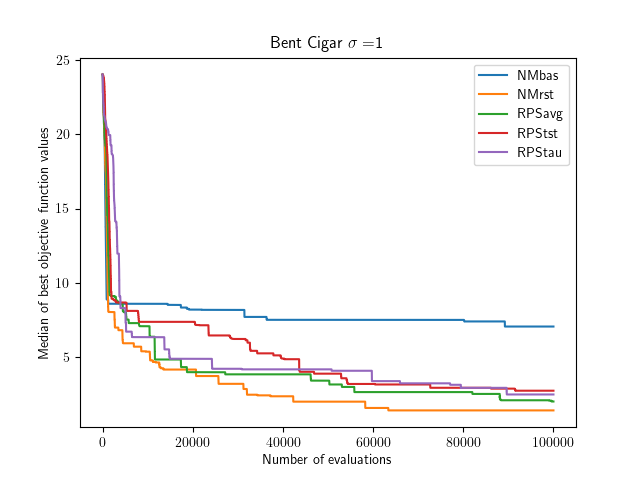 Bent Cigar σ =1
Median of best objective function values
25
20
15
10
5
NMbas
NMrst
RPSavg
RPStst
RPStau
0 20000 40000 60000 80000 100000
Number of evaluations